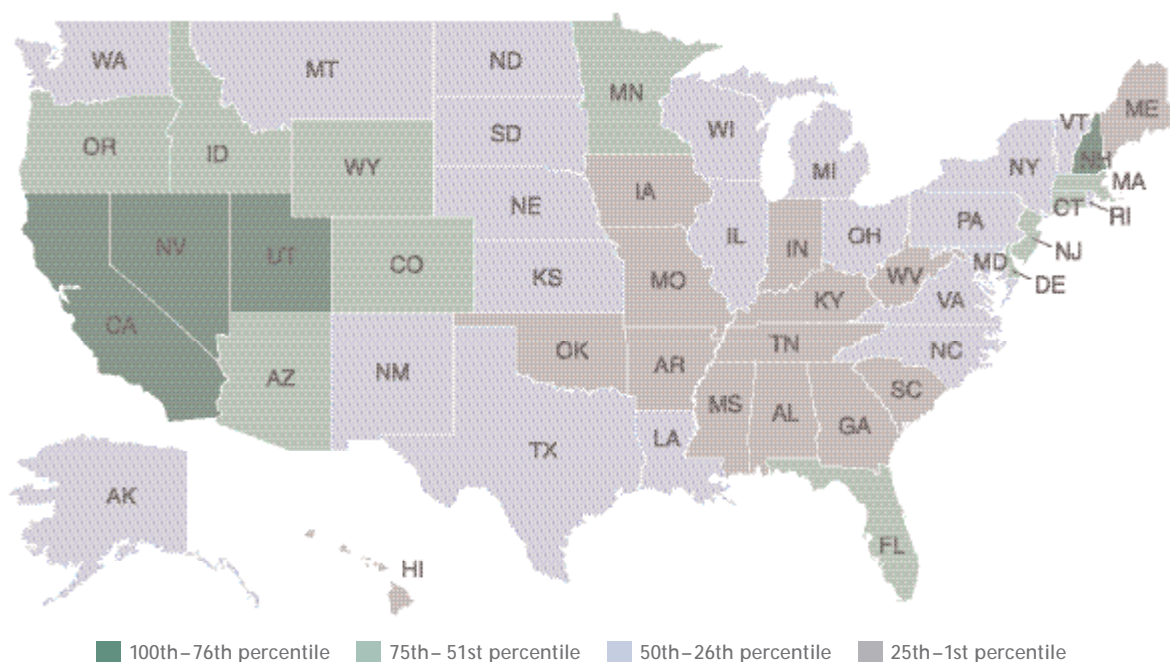 WA
MT
ND
MN
OR
ID
WY
SD
WI
MI
NY
VT
NH
ME
MA
CT
RI
NV
UT
CO
NE
IA
IL
IN
OH
PA
NJ
MD
DE
CA
KS
MO
KY
WV
VA
AZ
NM
OK
AR
TN
NC
SC
TX
LA
MS
AL
GA
FL
AK
HI
100th–76th percentile
75th–51st percentile
50th–26th percentile
25th–1st percentile